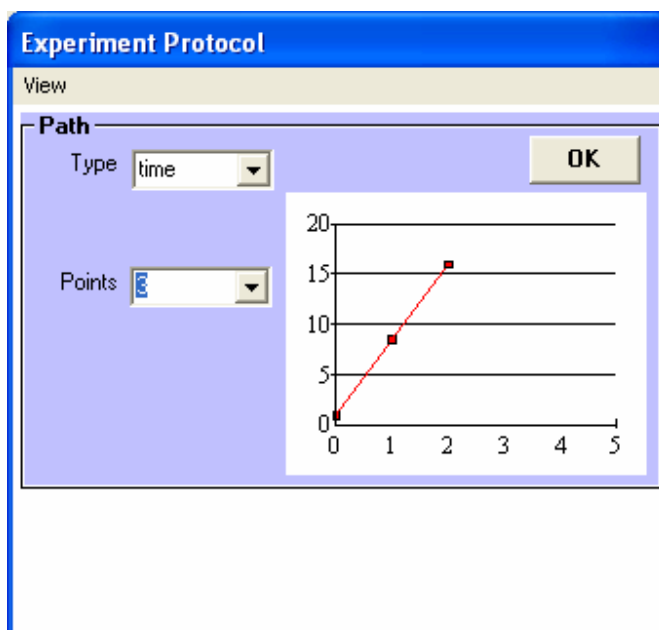 Experiment Protocol
View
Path
Type time
OK
Points 3
20
15
10
5
0
0 1 2 3 4 5